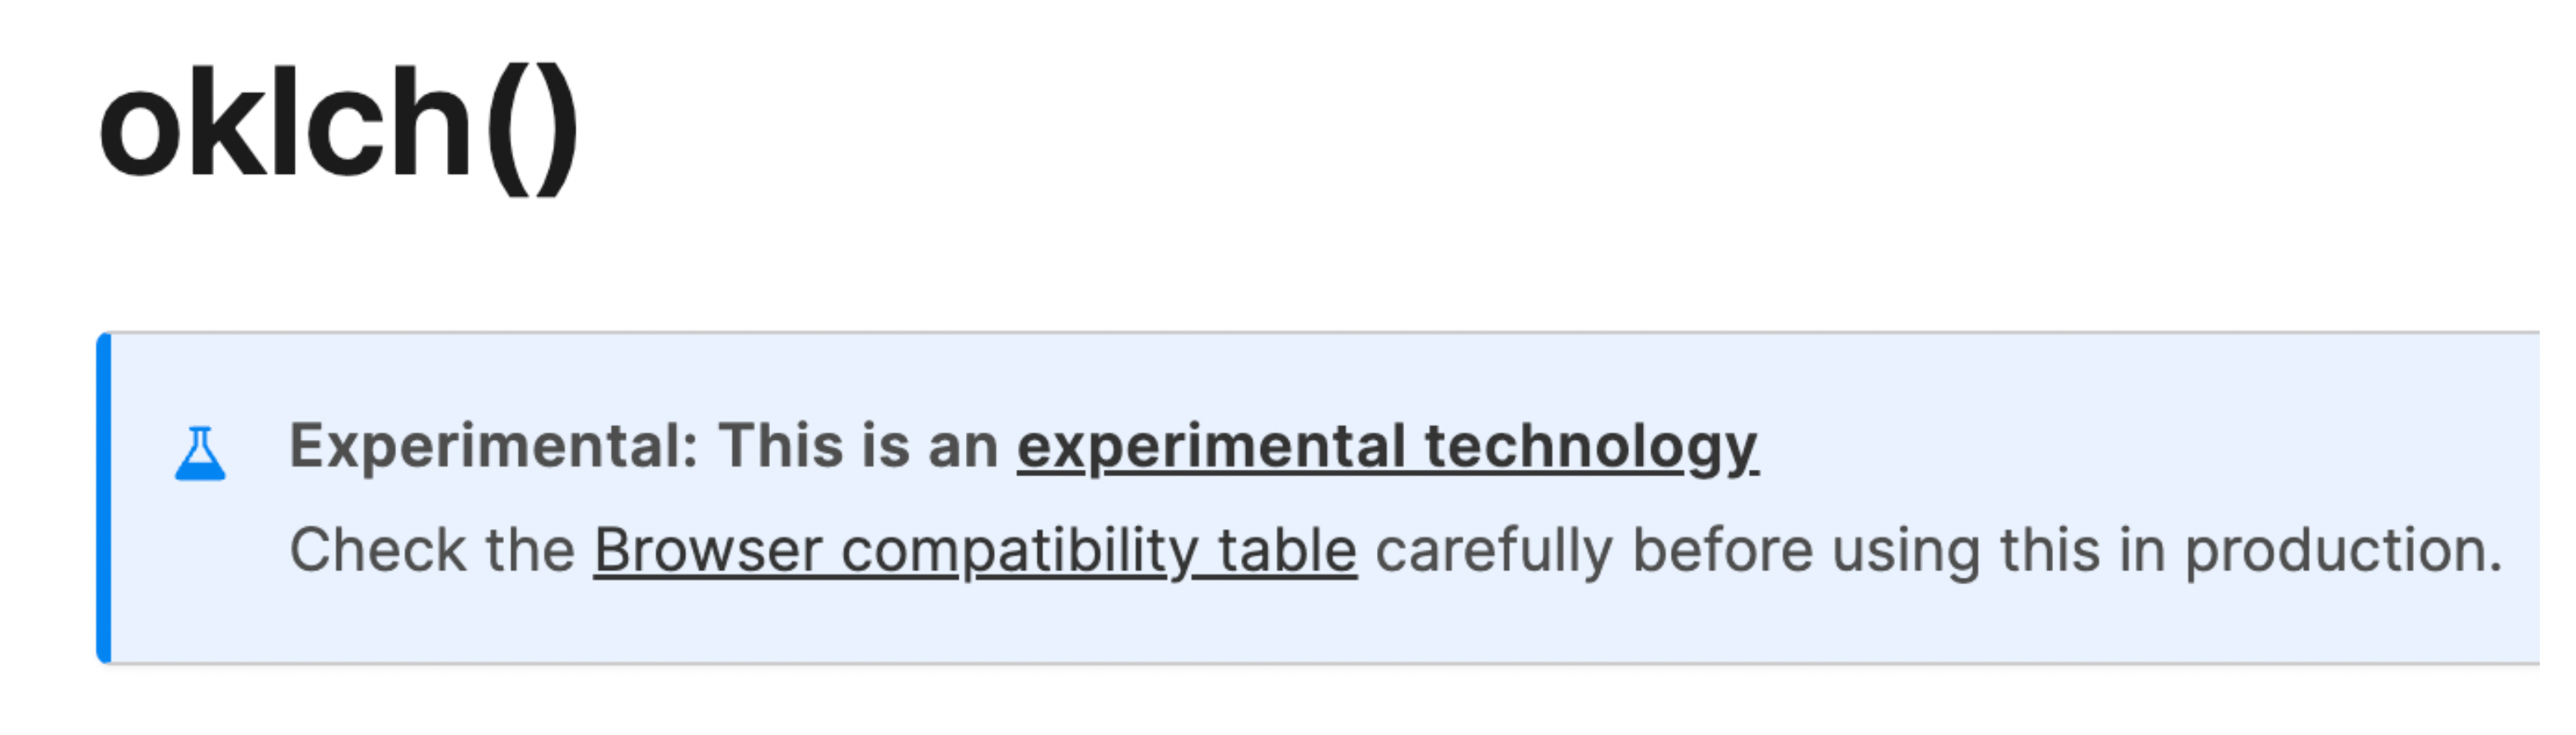 oklch()
Experimental: This is an experimental technology
Check the Browser compatibility table carefully before using this in production.